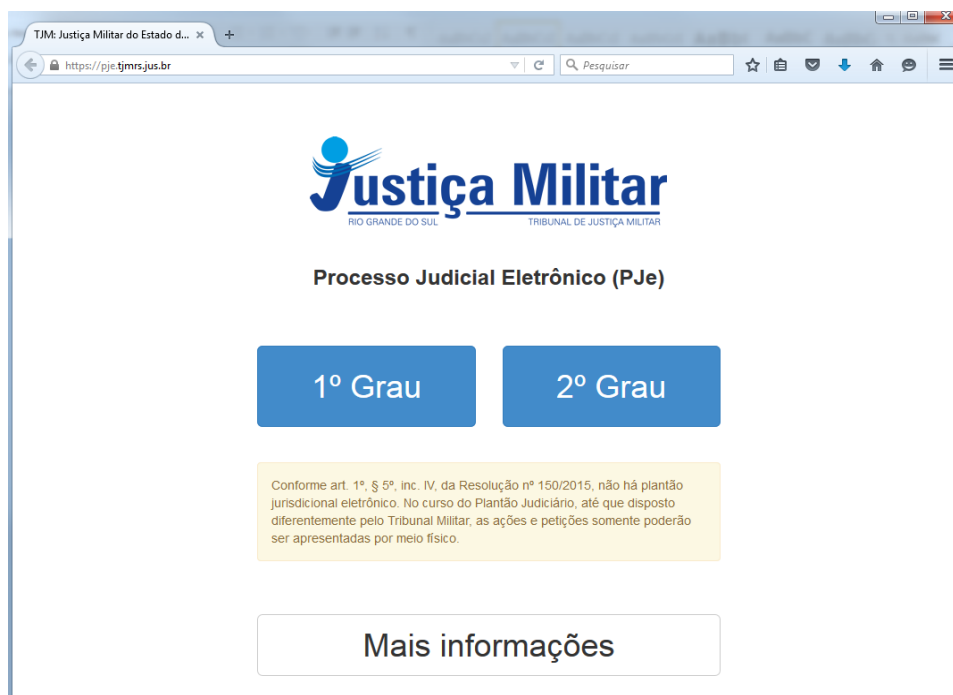 TJM: Justiça Militar do Estado d...
https://pje.tjmrs.jus.br
Pesquisar
Justiça Militar
RIO GRANDE DO SUL TRIBUNAL DE JUSTIÇA MILITAR
Processo Judicial Eletrônico (PJe)
1º Grau 2º Grau
Conforme art. 1º, § 5º, inc. IV, da Resolução nº 150/2015, não há plantão
jurisdicional eletrônico. No curso do Plantão Judiciário, até que disposto
diferentemente pelo Tribunal Militar, as ações e petições somente poderão
ser apresentadas por meio físico.
Mais informações